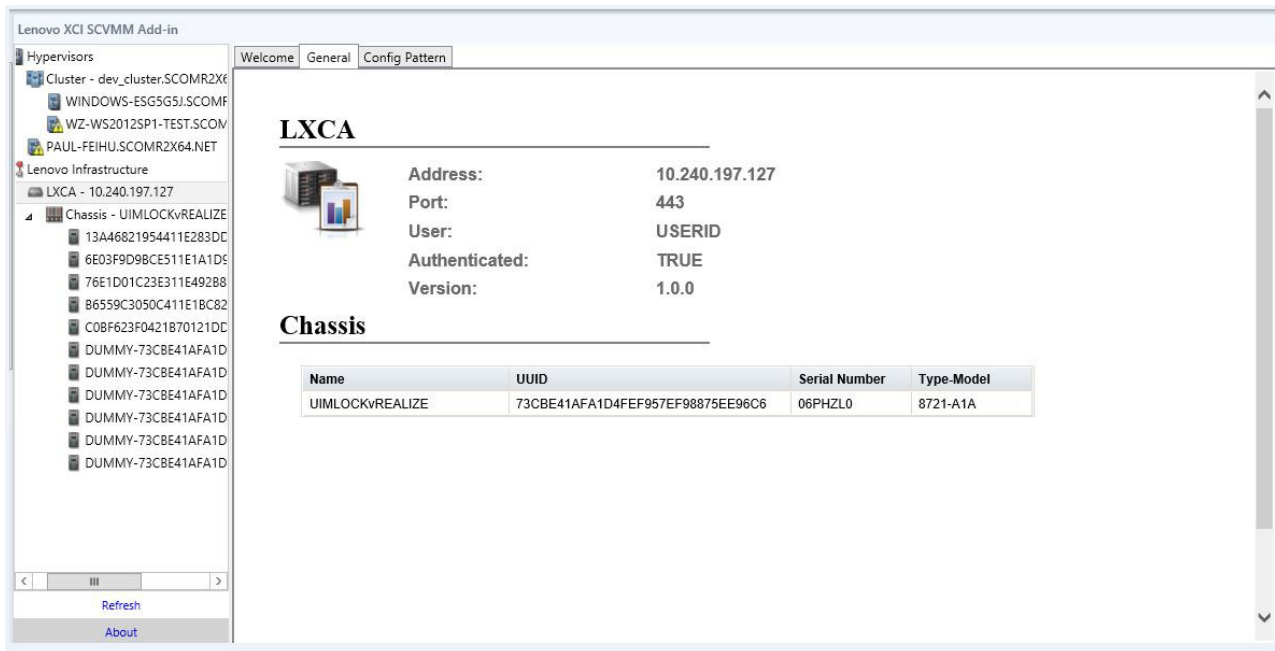 Lenovo XCI SCVMM Add-in
Hypervisors
Cluster - dev_cluster.SCOMR2X6
WINDOWS-ESG5G5J.SCOMF
WZ-WS2012SP1-TEST.SCOM
PAUL-FEIHU.SCOMR2X64.NET
Lenovo Infrastructure
LXCA - 10.240.197.127
Chassis - UIMLOCKvREALIZE
13A46821954411E283DD
6E03F9D9BCE511E1A1D9
76E1D01C23E311E492B8
B6559C3050C411E1BC82
C0BF623F0421B70121DD
DUMMY-73CBE41AFA1D
DUMMY-73CBE41AFA1D
DUMMY-73CBE41AFA1D
DUMMY-73CBE41AFA1D
DUMMY-73CBE41AFA1D
DUMMY-73CBE41AFA1D
Refresh
About
Welcome General Config Pattern
LXCA
Address: 10.240.197.127
Port: 443
User: USERID
Authenticated: TRUE
Version: 1.0.0
Chassis
Name UUID Serial Number Type-Model
UIMLOCKvREALIZE 73CBE41AFA1D4FEF957EF98875EE96C6 06PHZL0 8721-A1A